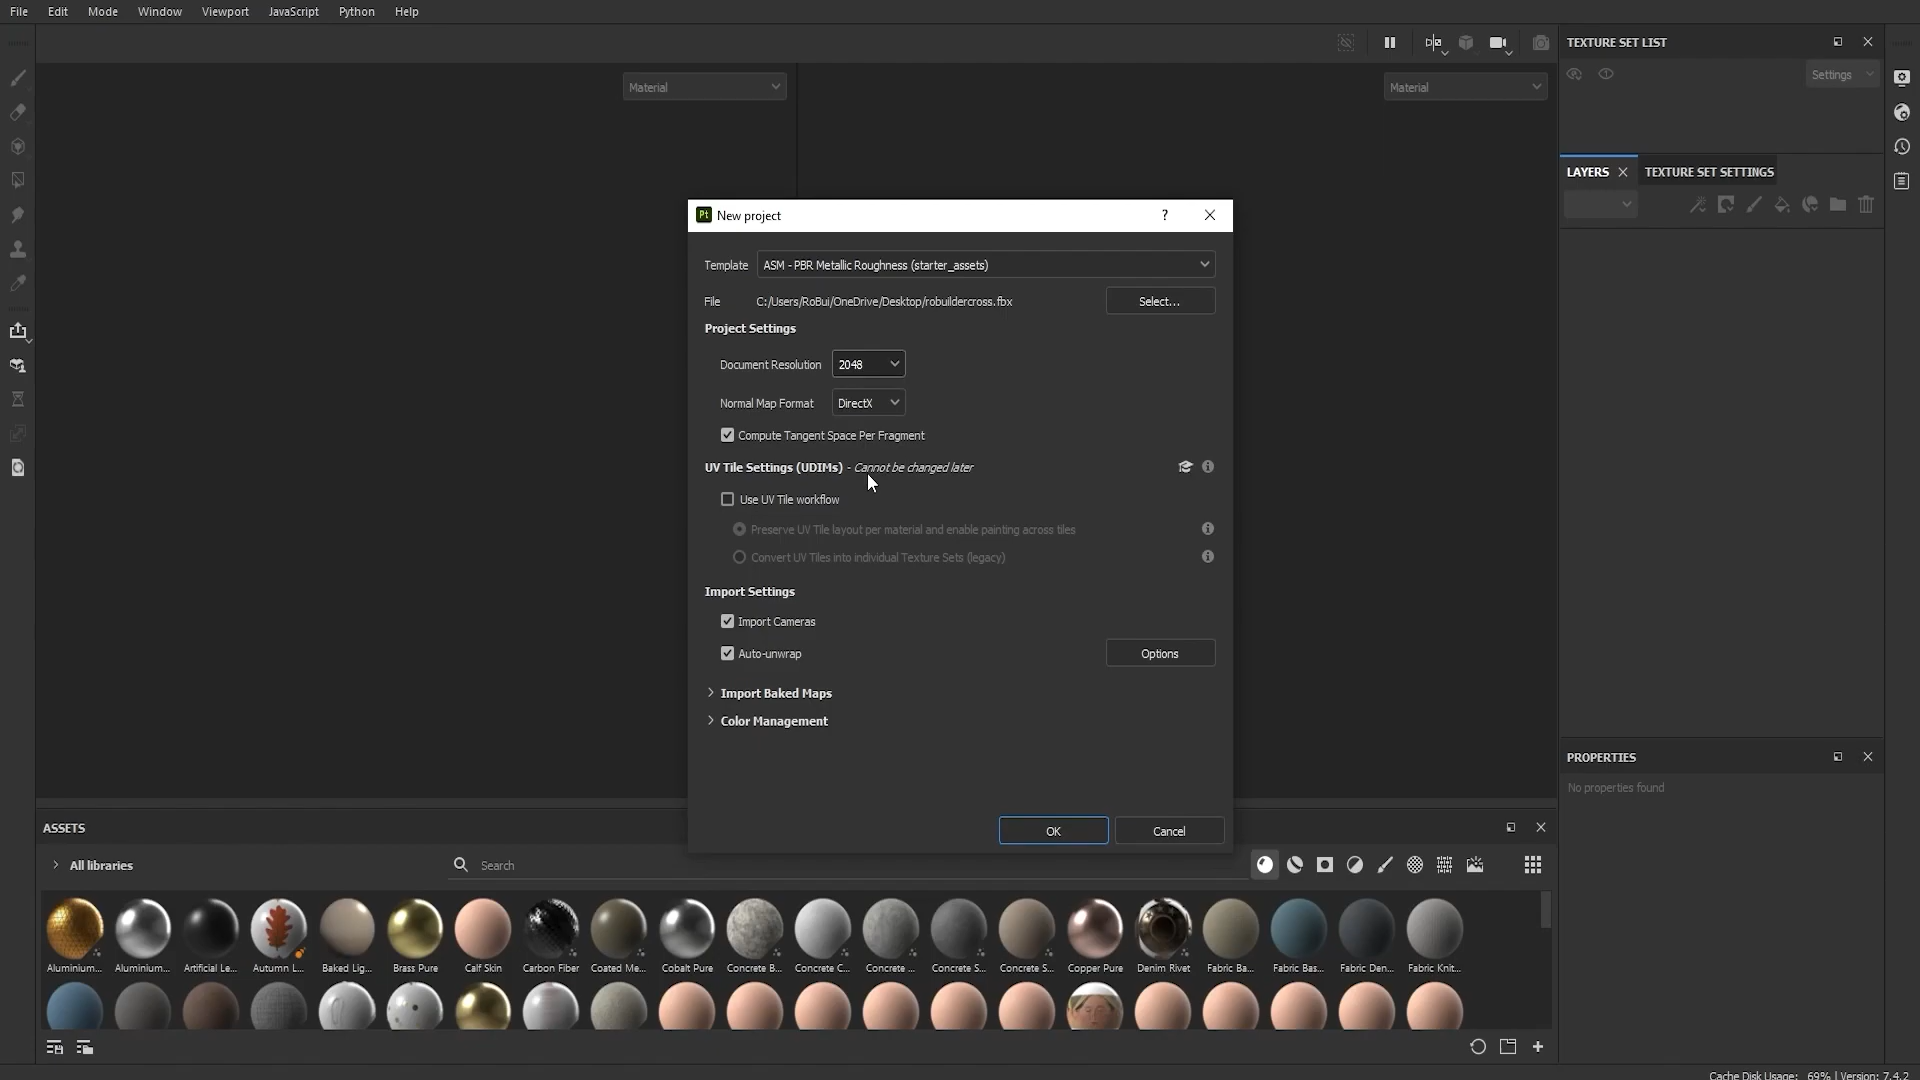 File Edit Mode Window Viewport JavaScript Python Help
Material
Material
TEXTURE SET LIST
Settings
LAYERS
TEXTURE SET SETTINGS
Pt New project ?
Template ASM - PBR Metallic Roughness (starter_assets)
File C:/Users/RoBui/OneDrive/Desktop/robuildercross.fbx Select...
Project Settings
Document Resolution 2048
Normal Map Format DirectX
Compute Tangent Space Per Fragment
UV Tile Settings (UDIMs) - Cannot be changed later
Use UV Tile workflow
Preserve UV Tile layout per material and enable painting across tiles
Convert UV Tiles into individual Texture Sets (legacy)
Import Settings
Import Cameras
Auto-unwrap Options
Import Baked Maps
Color Management
OK Cancel
PROPERTIES
No properties found
ASSETS
All libraries
Search
Aluminium... Aluminium... Artificial Le... Autumn L... Baked Lig... Brass Pure Calf Skin Carbon Fiber Coated Me... Cobalt Pure Concrete B... Concrete C... Concrete ... Concrete S... Concrete S... Copper Pure Denim Rivet Fabric Ba... Fabric Bas... Fabric Den... Fabric Knit...
Cache Disk Usage: 69% | Version: 7.4.2